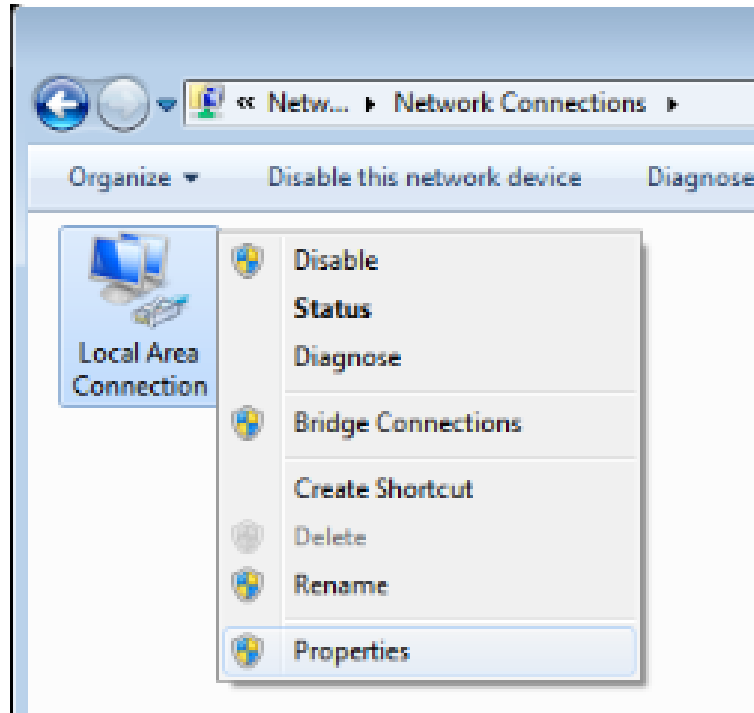 « Netw... ▸ Network Connections ▸
Organize ▾ Disable this network device Diagnose
Local Area
Connection
Disable
Status
Diagnose
Bridge Connections
Create Shortcut
Delete
Rename
Properties